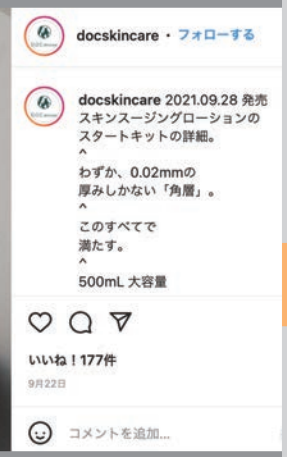 docskincare・フォローする
docskincare 2021.09.28 発売
スキンスージングローションの
スタートキットの詳細。
^
わずか、0.02mmの
厚みしかない「角層」。
^
このすべてで
満たす。
^
500mL 大容量
いいね！177件
9月22日
コメントを追加...